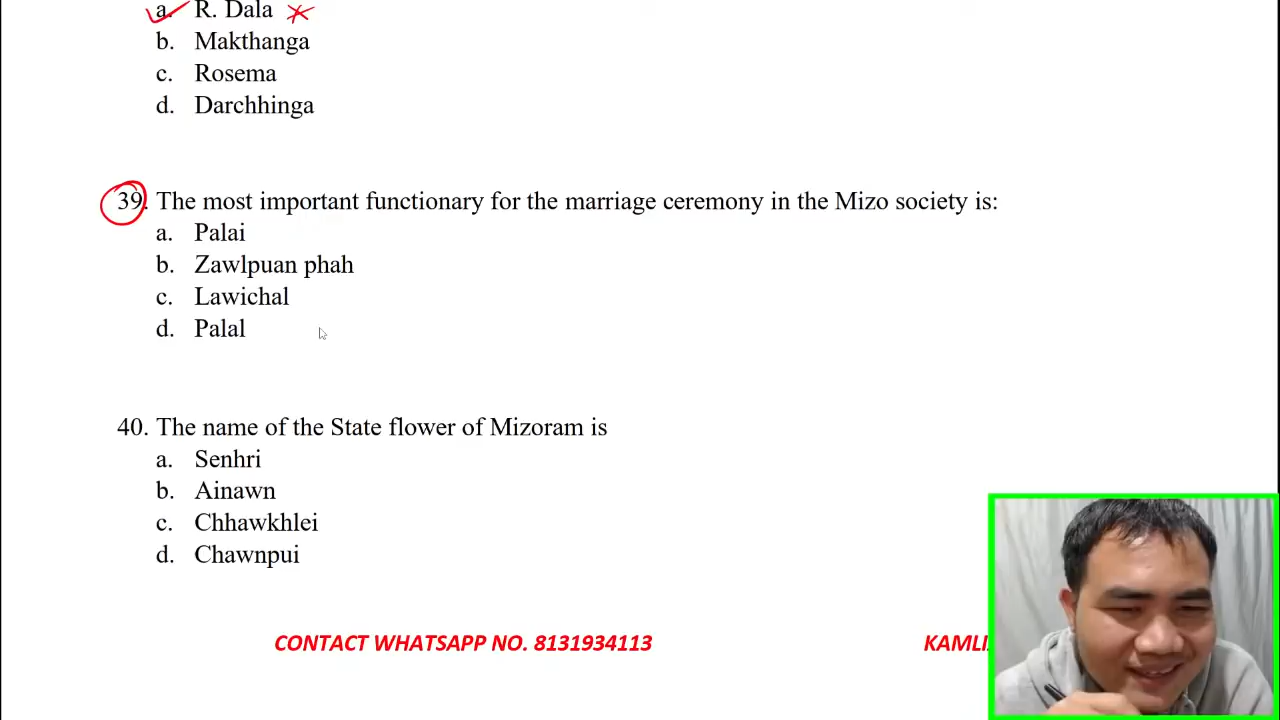 a. R. Dala
b. Makthanga
c. Rosema
d. Darchhinga
39. The most important functionary for the marriage ceremony in the Mizo society is:
a. Palai
b. Zawlpuan phah
c. Lawichal
d. Palal
40. The name of the State flower of Mizoram is
a. Senhri
b. Ainawn
c. Chhawkhlei
d. Chawnpui
CONTACT WHATSAPP NO. 8131934113